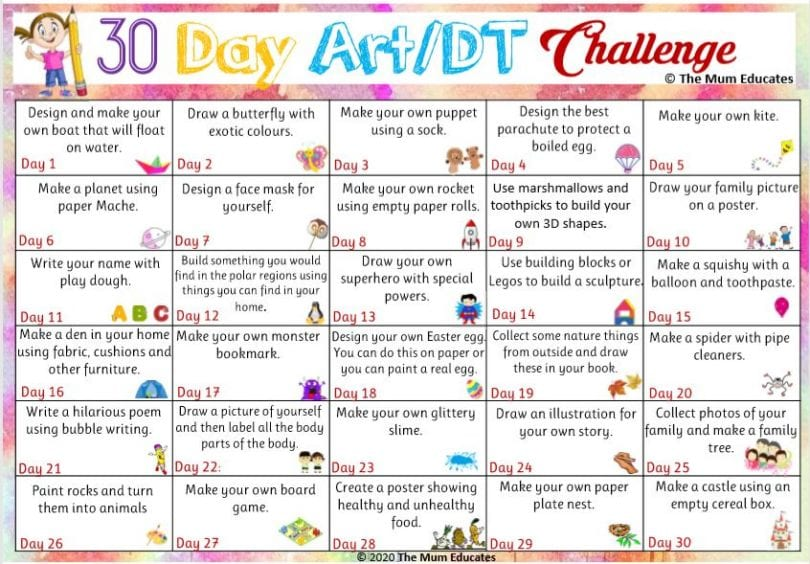 30 Day Art/DT Challenge
© The Mum Educates
Design and make your
own boat that will float
on water.
Day 1
Draw a butterfly with
exotic colours.
Day 2
Make your own puppet
using a sock.
Day 3
Design the best
parachute to protect a
boiled egg.
Day 4
Make your own kite.
Day 5
Make a planet using
paper Mache.
Day 6
Design a face mask for
yourself.
Day 7
Make your own rocket
using empty paper rolls.
Day 8
Use marshmallows and
toothpicks to build your
own 3D shapes.
Day 9
Draw your family picture
on a poster.
Day 10
Write your name with
play dough.
Day 11
A B C
Build something you would
find in the polar regions using
things you can find in your
home.
Day 12
Draw your own
superhero with special
powers.
Day 13
Use building blocks or
Legos to build a sculpture.
Day 14
Make a squishy with a
balloon and toothpaste.
Day 15
Make a den in your home
using fabric, cushions and
other furniture.
Day 16
Make your own monster
bookmark.
Day 17
Design your own Easter egg.
You can do this on paper or
you can paint a real egg.
Day 18
Collect some nature things
from outside and draw
these in your book.
Day 19
Make a spider with pipe
cleaners.
Day 20
Write a hilarious poem
using bubble writing.
Day 21
Draw a picture of yourself
and then label all the body
parts of the body.
Day 22:
Make your own glittery
slime.
Day 23
Draw an illustration for
your own story.
Day 24
Collect photos of your
family and make a family
tree.
Day 25
Paint rocks and turn
them into animals
Day 26
Make your own board
game.
Day 27
Create a poster showing
healthy and unhealthy
food.
Day 28
Make your own paper
plate nest.
Day 29
Make a castle using an
empty cereal box.
Day 30
© 2020 The Mum Educates